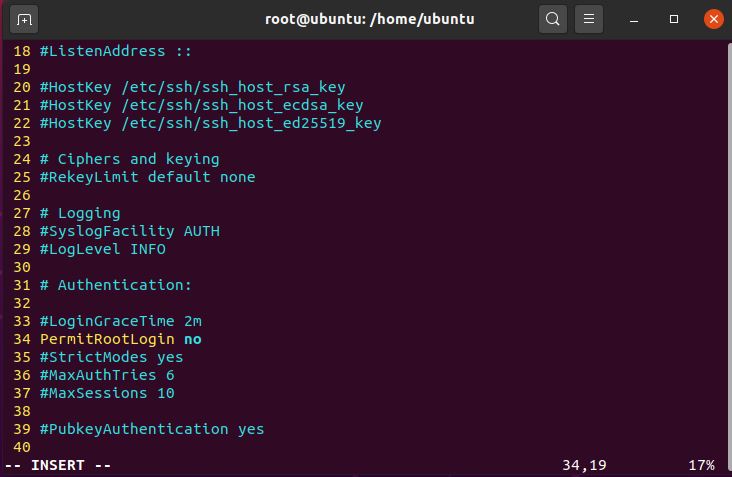 root@ubuntu: /home/ubuntu
18 #ListenAddress ::
19
20 #HostKey /etc/ssh/ssh_host_rsa_key
21 #HostKey /etc/ssh/ssh_host_ecdsa_key
22 #HostKey /etc/ssh/ssh_host_ed25519_key
23
24 # Ciphers and keying
25 #RekeyLimit default none
26
27 # Logging
28 #SyslogFacility AUTH
29 #LogLevel INFO
30
31 # Authentication:
32
33 #LoginGraceTime 2m
34 PermitRootLogin no
35 #StrictModes yes
36 #MaxAuthTries 6
37 #MaxSessions 10
38
39 #PubkeyAuthentication yes
40
-- INSERT -- 34,19 17%